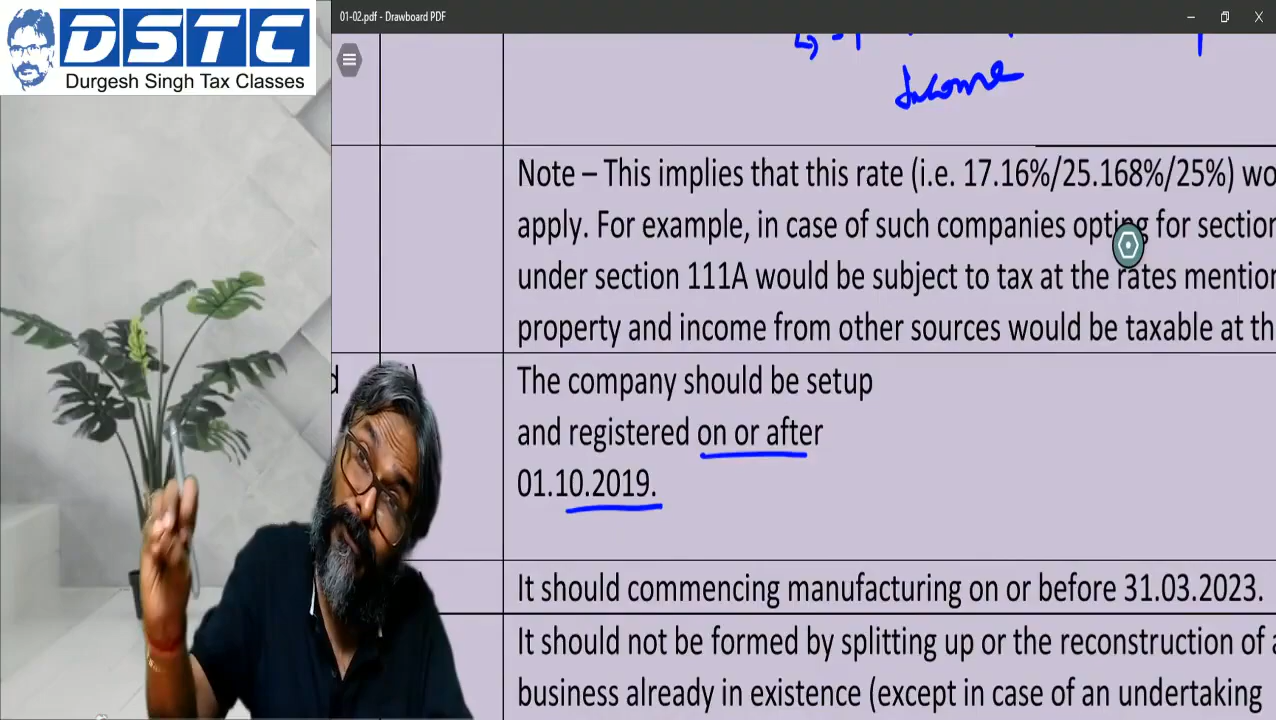 DSTC
Durgesh Singh Tax Classes
01-02.pdf - Drawboard PDF
Income
Note – This implies that this rate (i.e. 17.16%/25.168%/25%) wo
apply. For example, in case of such companies opting for section
under section 111A would be subject to tax at the rates mention
property and income from other sources would be taxable at th
The company should be setup
and registered on or after
01.10.2019.
It should commencing manufacturing on or before 31.03.2023.
It should not be formed by splitting up or the reconstruction of a
business already in existence (except in case of an undertaking